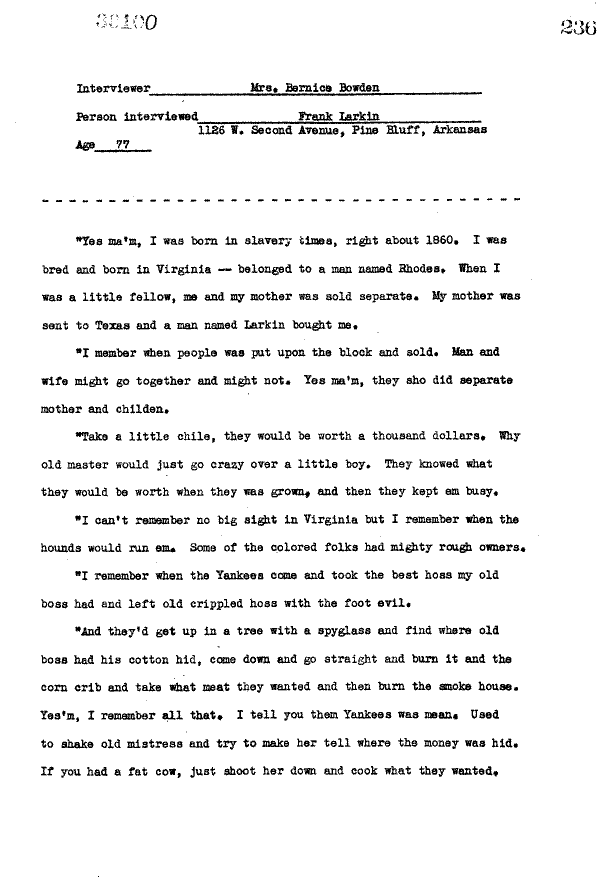 30100
236
Interviewer Mrs. Bernice Bowden
Person interviewed Frank Larkin
1126 W. Second Avenue, Pine Bluff, Arkansas
Age 77
"Yes ma'm, I was born in slavery times, right about 1860. I was
bred and born in Virginia -- belonged to a man named Rhodes. When I
was a little fellow, me and my mother was sold separate. My mother was
sent to Texas and a man named Larkin bought me.
"I member when people was put upon the block and sold. Man and
wife might go together and might not. Yes ma'm, they sho did separate
mother and childen.
"Take a little chile, they would be worth a thousand dollars. Why
old master would just go crazy over a little boy. They knowed what
they would be worth when they was grown, and then they kept em busy.
"I can't remember no big sight in Virginia but I remember when the
hounds would run em. Some of the colored folks had mighty rough owners.
"I remember when the Yankees come and took the best hoss my old
boss had and left old crippled hoss with the foot evil.
"And they'd get up in a tree with a spyglass and find where old
boss had his cotton hid, come down and go straight and burn it and the
corn crib and take what meat they wanted and then burn the smoke house.
Yes'm, I remember all that. I tell you them Yankees was mean. Used
to shake old mistress and try to make her tell where the money was hid.
If you had a fat cow, just shoot her down and cook what they wanted.